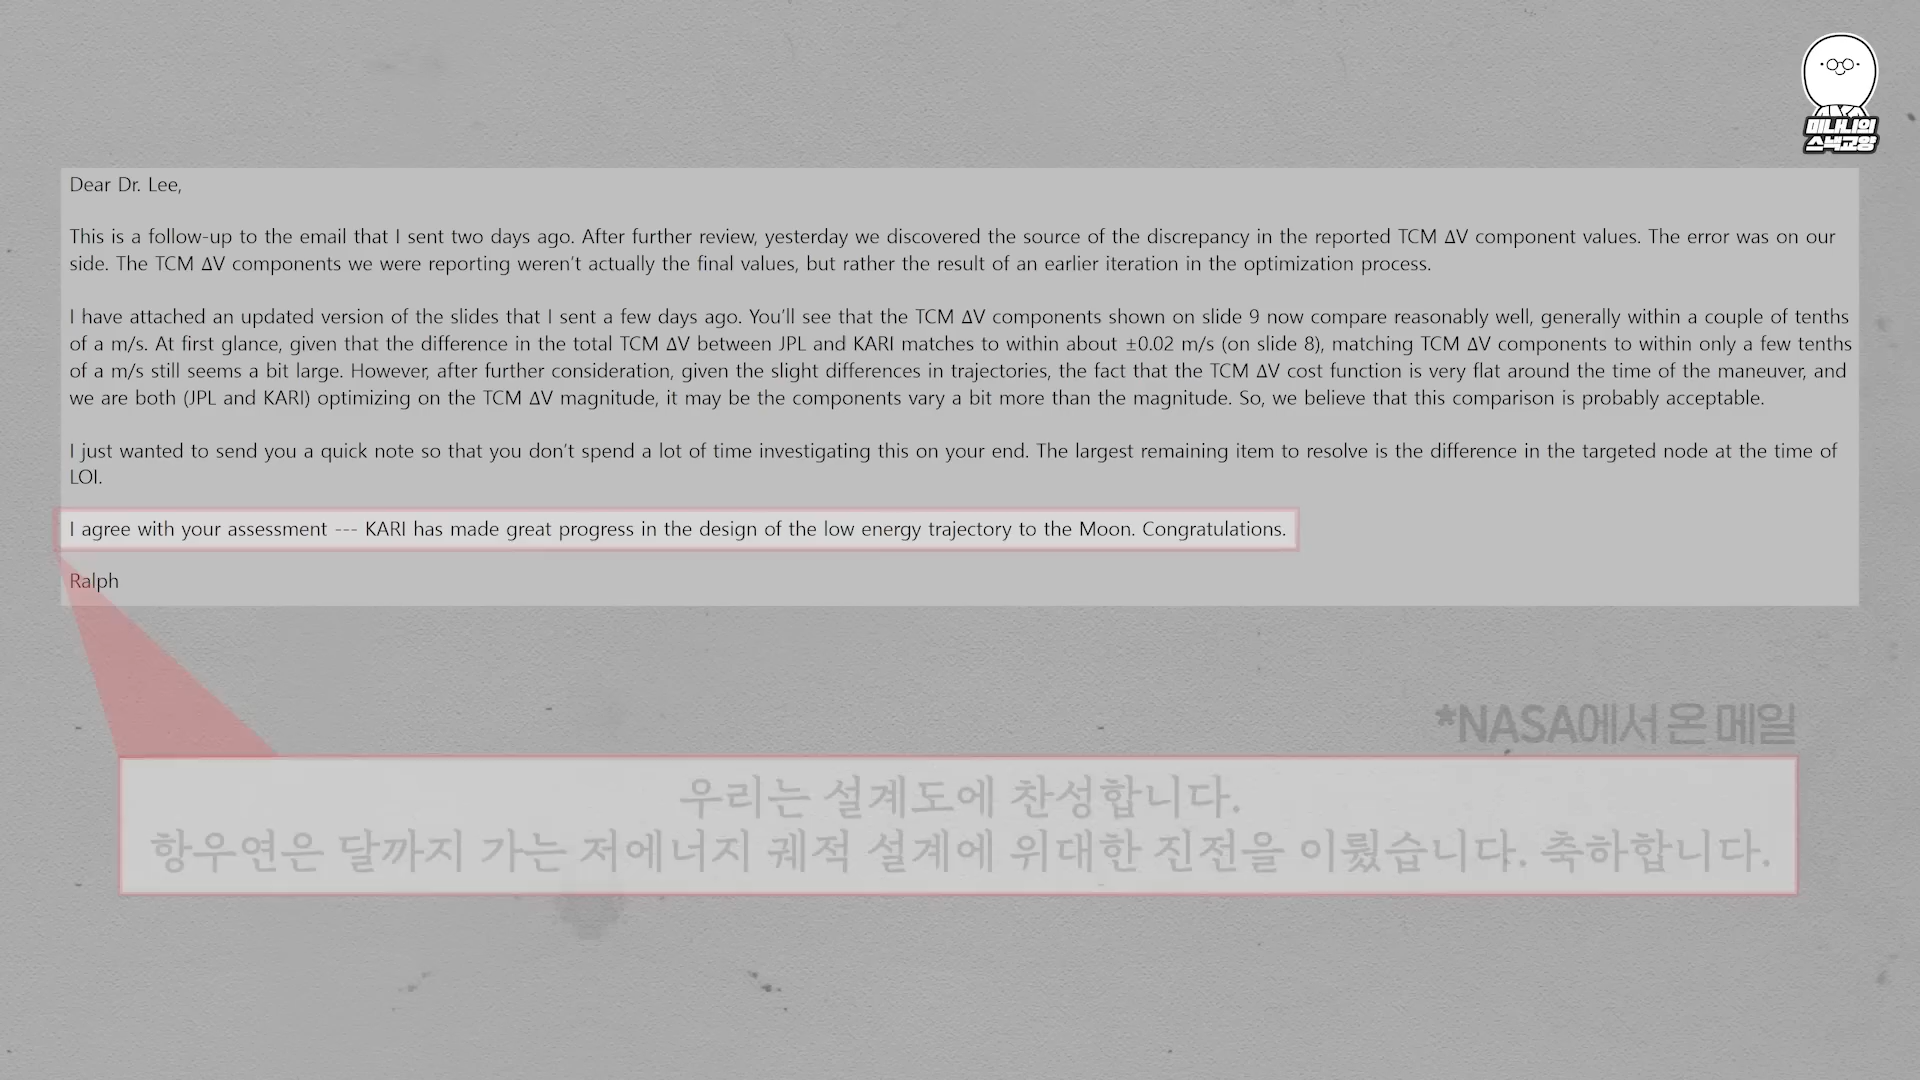 미나니의
스낵교양
Dear Dr. Lee,
This is a follow-up to the email that I sent two days ago. After further review, yesterday we discovered the source of the discrepancy in the reported TCM ΔV component values. The error was on our
side. The TCM ΔV components we were reporting weren’t actually the final values, but rather the result of an earlier iteration in the optimization process.
I have attached an updated version of the slides that I sent a few days ago. You’ll see that the TCM ΔV components shown on slide 9 now compare reasonably well, generally within a couple of tenths
of a m/s. At first glance, given that the difference in the total TCM ΔV between JPL and KARI matches to within about ±0.02 m/s (on slide 8), matching TCM ΔV components to within only a few tenths
of a m/s still seems a bit large. However, after further consideration, given the slight differences in trajectories, the fact that the TCM ΔV cost function is very flat around the time of the maneuver, and
we are both (JPL and KARI) optimizing on the TCM ΔV magnitude, it may be the components vary a bit more than the magnitude. So, we believe that this comparison is probably acceptable.
I just wanted to send you a quick note so that you don’t spend a lot of time investigating this on your end. The largest remaining item to resolve is the difference in the targeted node at the time of
LOI.
I agree with your assessment --- KARI has made great progress in the design of the low energy trajectory to the Moon. Congratulations.
Ralph
*NASA에서 온 메일
우리는 설계도에 찬성합니다.
항우연은 달까지 가는 저에너지 궤적 설계에 위대한 진전을 이뤘습니다. 축하합니다.